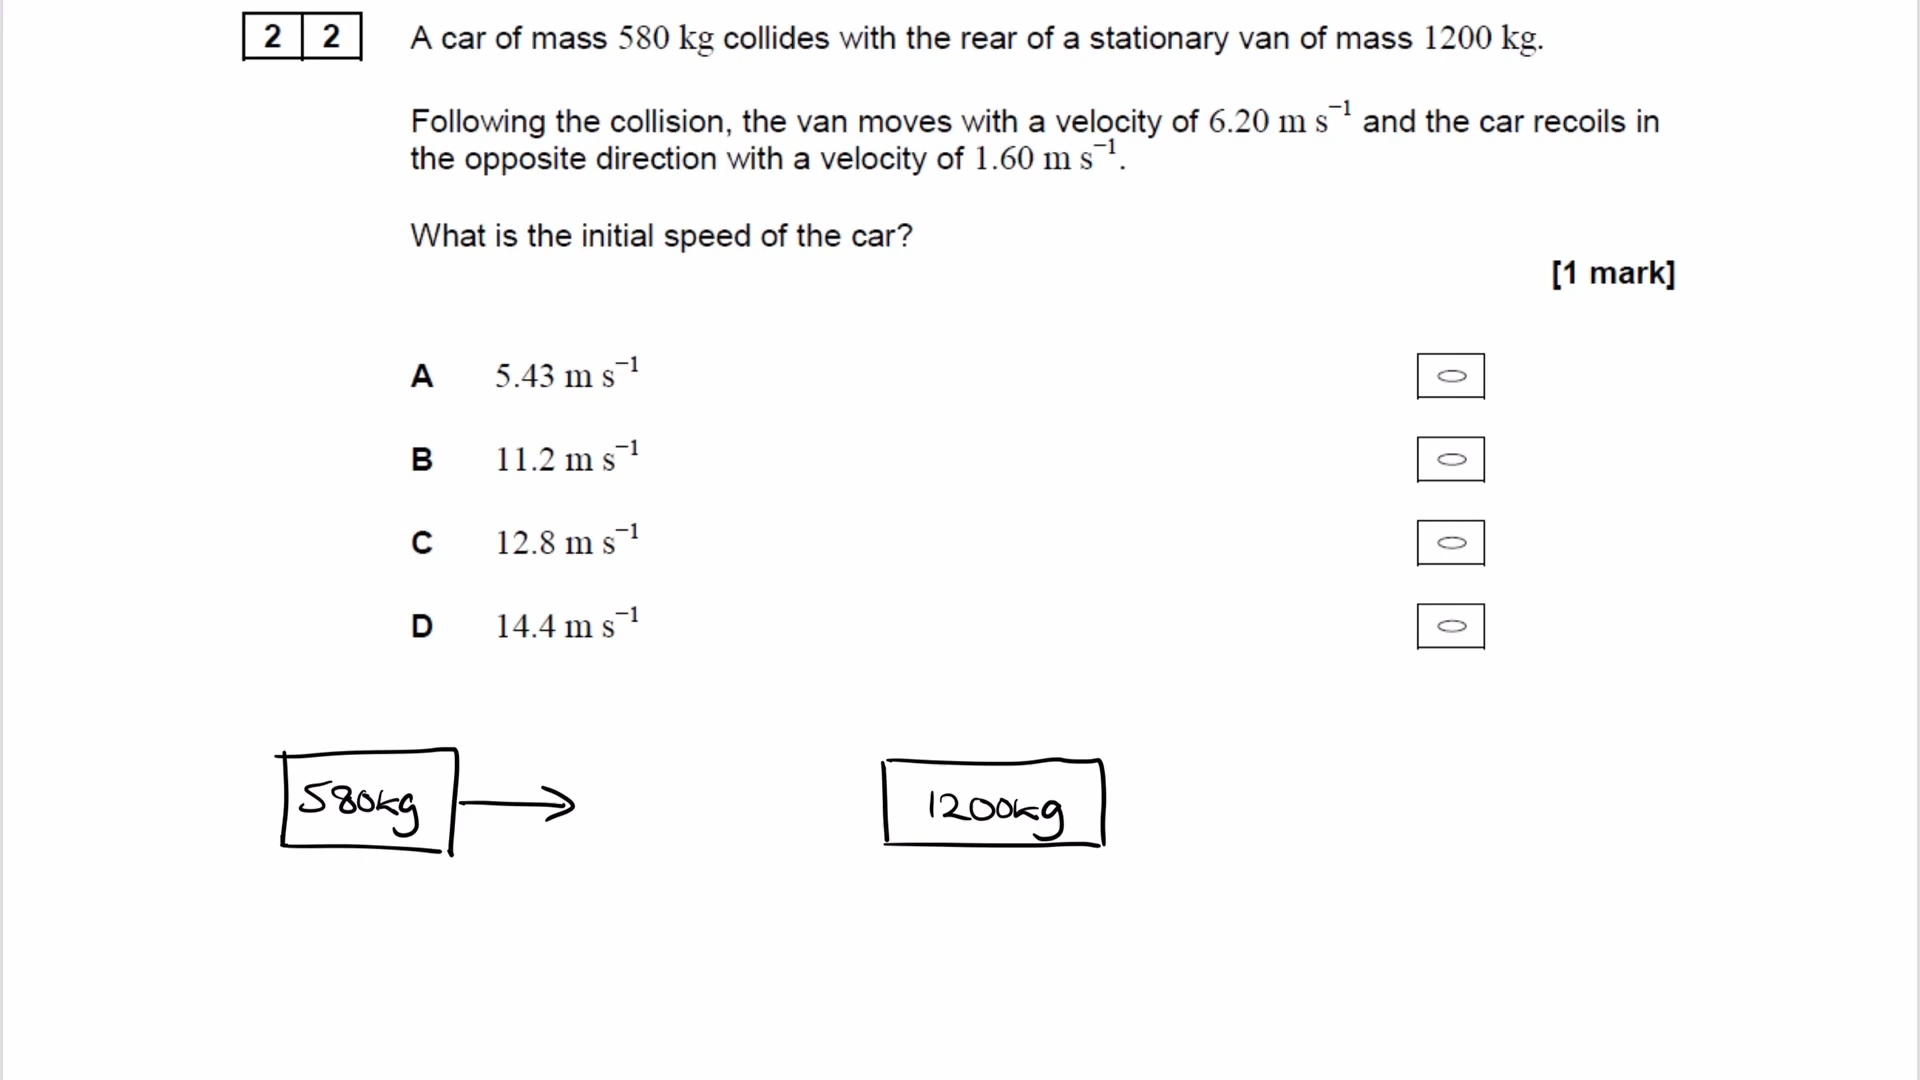 22 A car of mass 580 kg collides with the rear of a stationary van of mass 1200 kg.
Following the collision, the van moves with a velocity of 6.20 m s⁻¹ and the car recoils in
the opposite direction with a velocity of 1.60 m s⁻¹.
What is the initial speed of the car?
[1 mark]
A 5.43 m s⁻¹
B 11.2 m s⁻¹
C 12.8 m s⁻¹
D 14.4 m s⁻¹
580kg 1200kg